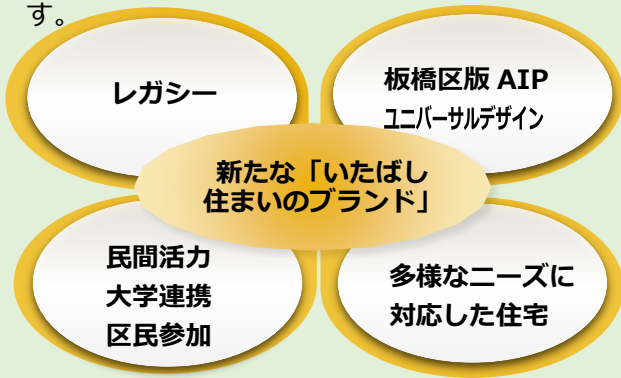 す。
レガシー
板橋区版 AIP
ユニバーサルデザイン
新たな「いたばし
住まいのブランド」
民間活力
大学連携
区民参加
多様なニーズに
対応した住宅